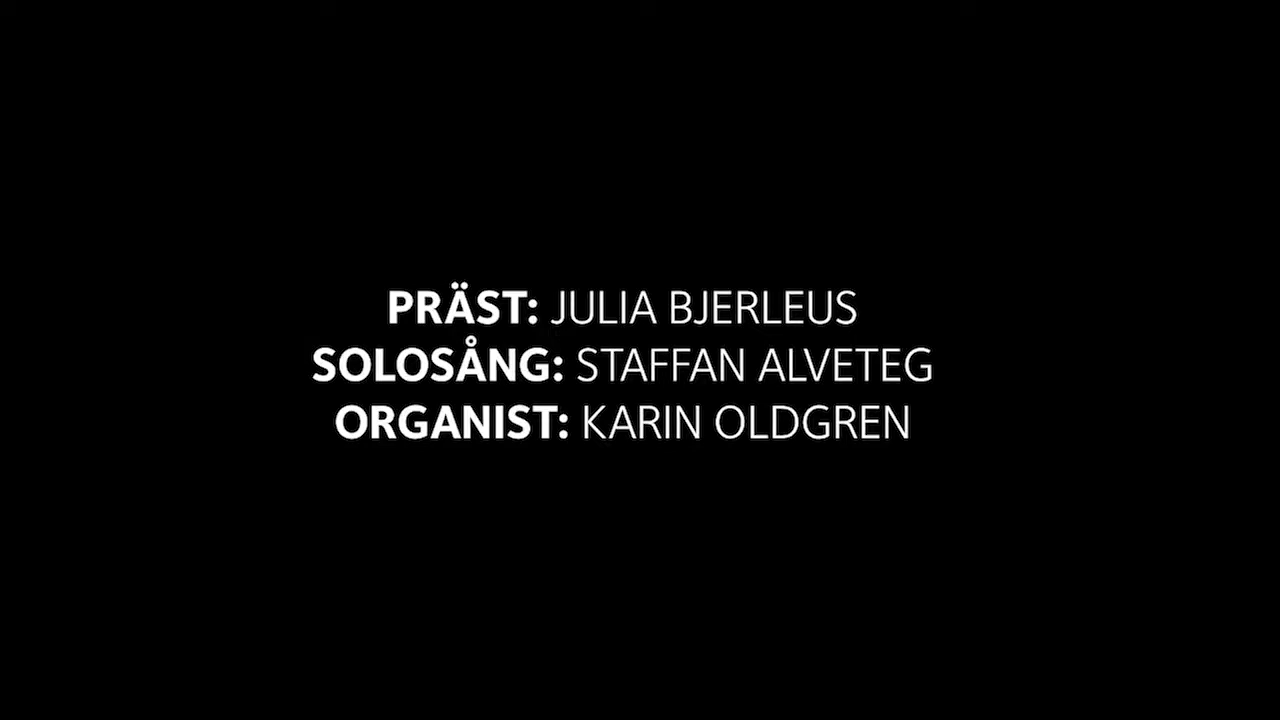 PRÄST: JULIA BJERLEUS
SOLOSÅNG: STAFFAN ALVETEG
ORGANIST: KARIN OLDGREN